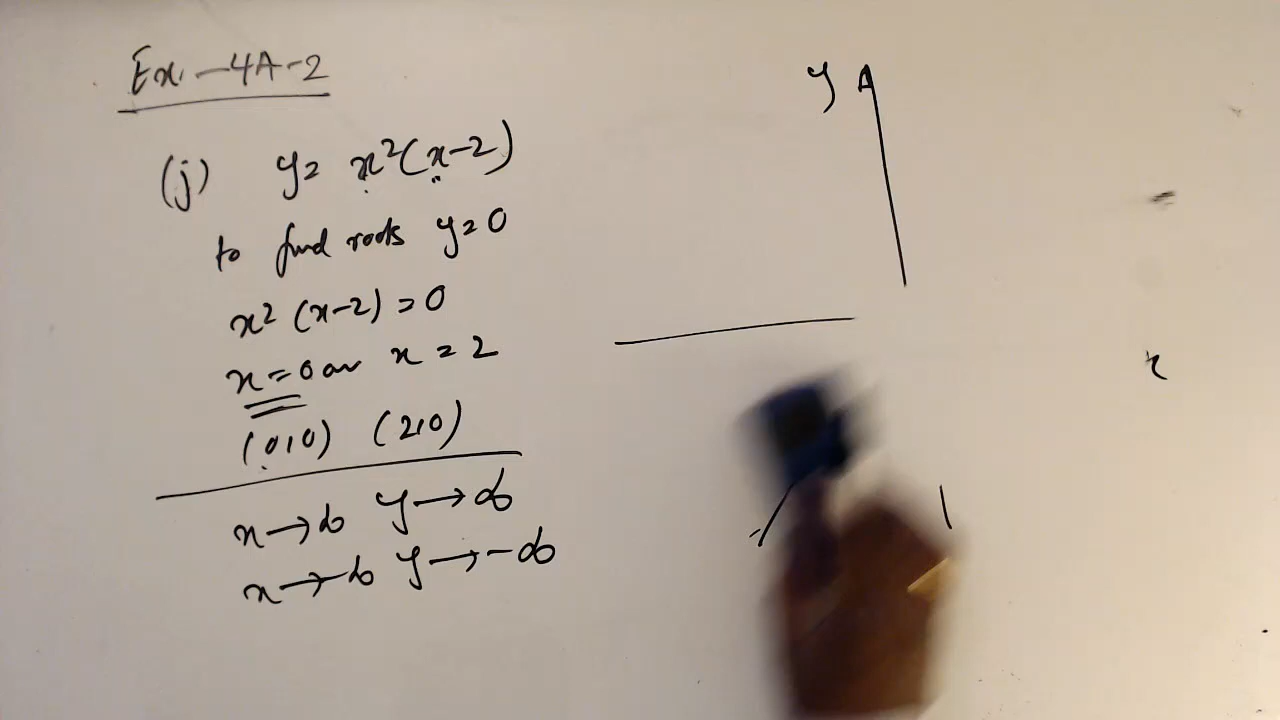 Ex. - 4A-2
(j) y = x²(x-2)
to find roots y=0
x² (x-2) = 0
x=0 or x = 2
(0,0) (2,0)
x→∞ y→∞
x→-∞ y→-∞
y
x